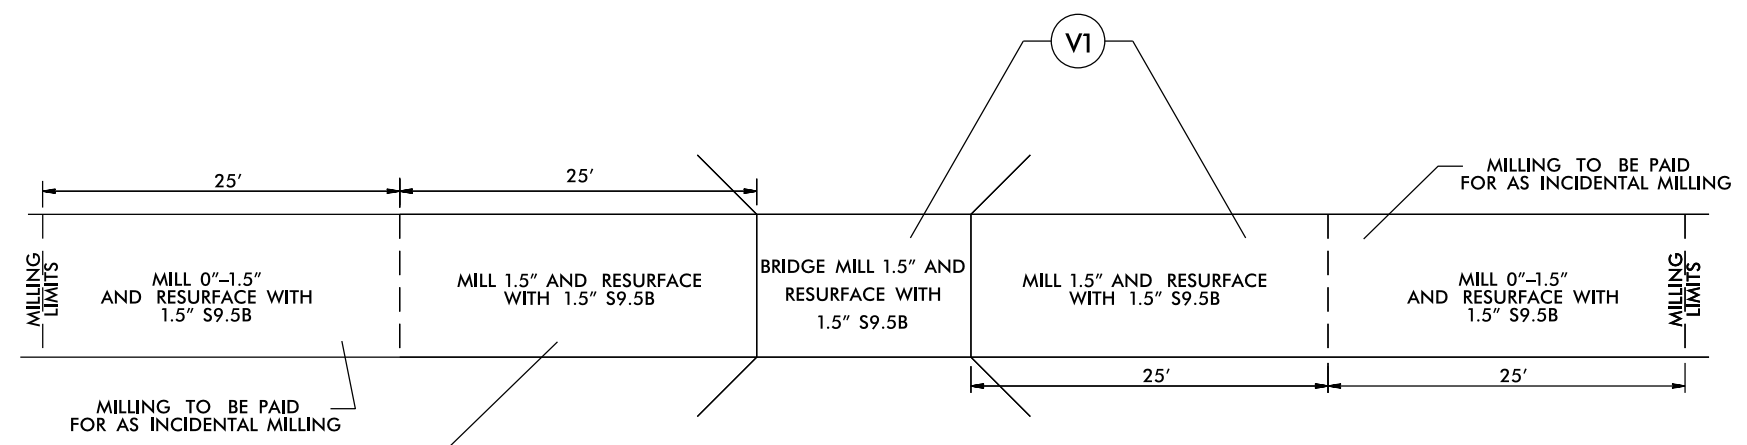 V1
MILLING TO BE PAID
FOR AS INCIDENTAL MILLING
25′
25′
MILLING
LIMITS
MILL 0″–1.5″
AND RESURFACE WITH
1.5″ S9.5B
MILL 1.5″ AND RESURFACE
WITH 1.5″ S9.5B
BRIDGE MILL 1.5″ AND
RESURFACE WITH
1.5″ S9.5B
MILL 1.5″ AND RESURFACE
WITH 1.5″ S9.5B
MILL 0″–1.5″
AND RESURFACE WITH
1.5″ S9.5B
MILLING
LIMITS
25′
25′
MILLING TO BE PAID
FOR AS INCIDENTAL MILLING